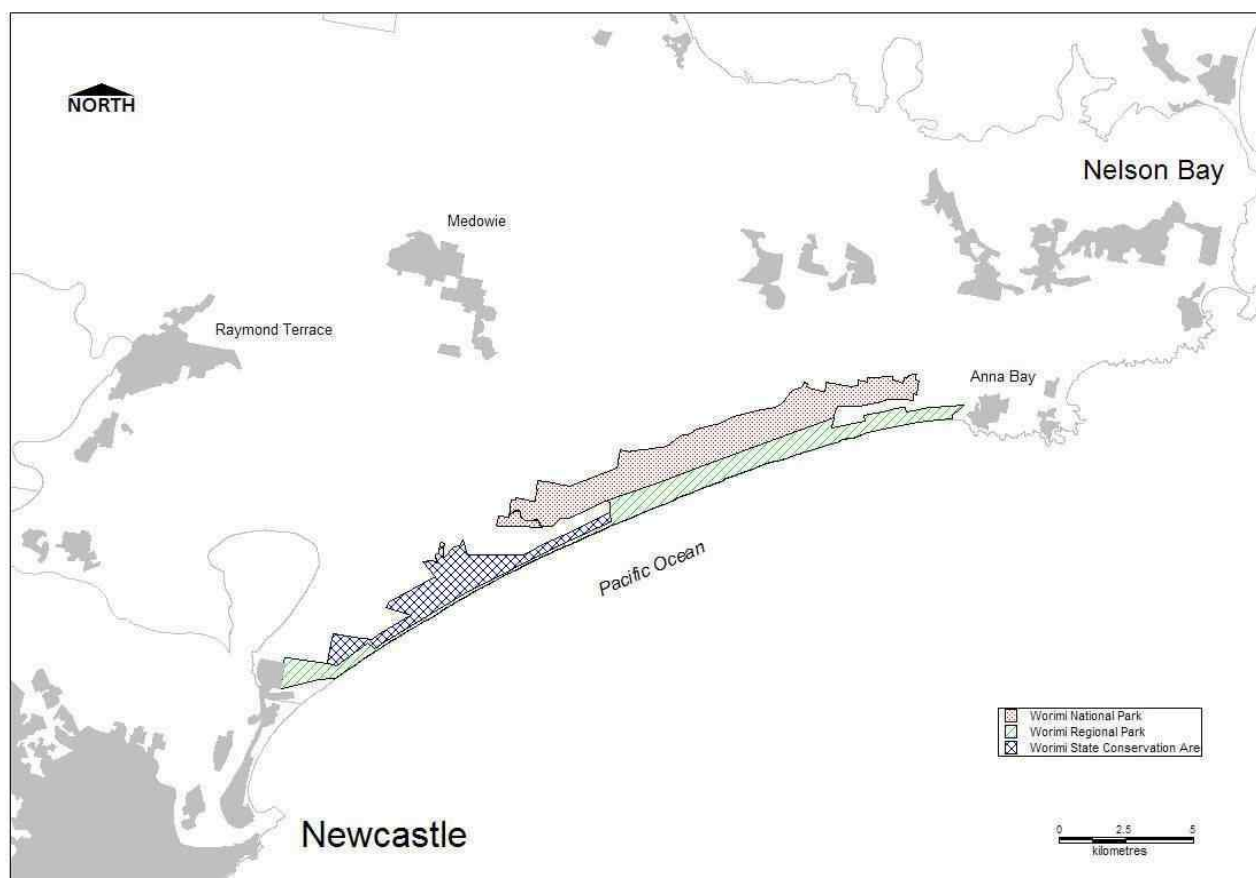 NORTH
Nelson Bay
Medowie
Raymond Terrace
Anna Bay
Pacific Ocean
Worimi National Park
Worimi Regional Park
Worimi State Conservation Area
Newcastle
0 2.5 5
kilometres